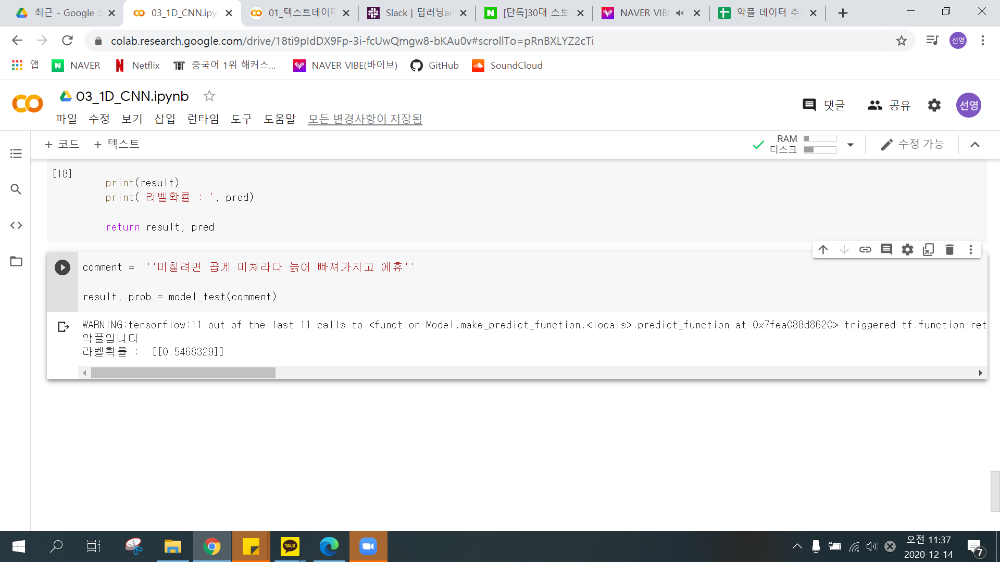 최근 - Google 드
03_1D_CNN.ipyn
01_텍스트데이터
Slack | 딥러닝an
[단독]30대 스토
NAVER VIBE
악플 데이터 추
colab.research.google.com/drive/18ti9pIdDX9Fp-3i-fcUwQmgw8-bKAu0v#scrollTo=pRnBXLYZ2cTi
선영
앱
NAVER
Netflix
중국어 1위 해커스...
NAVER VIBE(바이브)
GitHub
SoundCloud
03_1D_CNN.ipynb
댓글
공유
선영
파일 수정 보기 삽입 런타임 도구 도움말 모든 변경사항이 저장됨
+ 코드 + 텍스트
RAM
디스크
수정 가능
[18]
print(result)
print('라벨확률 : ', pred)
return result, pred
comment = '''미칠려면 곱게 미쳐라다 늙어 빠져가지고 에휴'''
result, prob = model_test(comment)
WARNING:tensorflow:11 out of the last 11 calls to <function Model.make_predict_function.<locals>.predict_function at 0x7fea088d8620> triggered tf.function ret
악플입니다
라벨확률 :  [[0.5468329]]
TALK
오전 11:37
2020-12-14
7